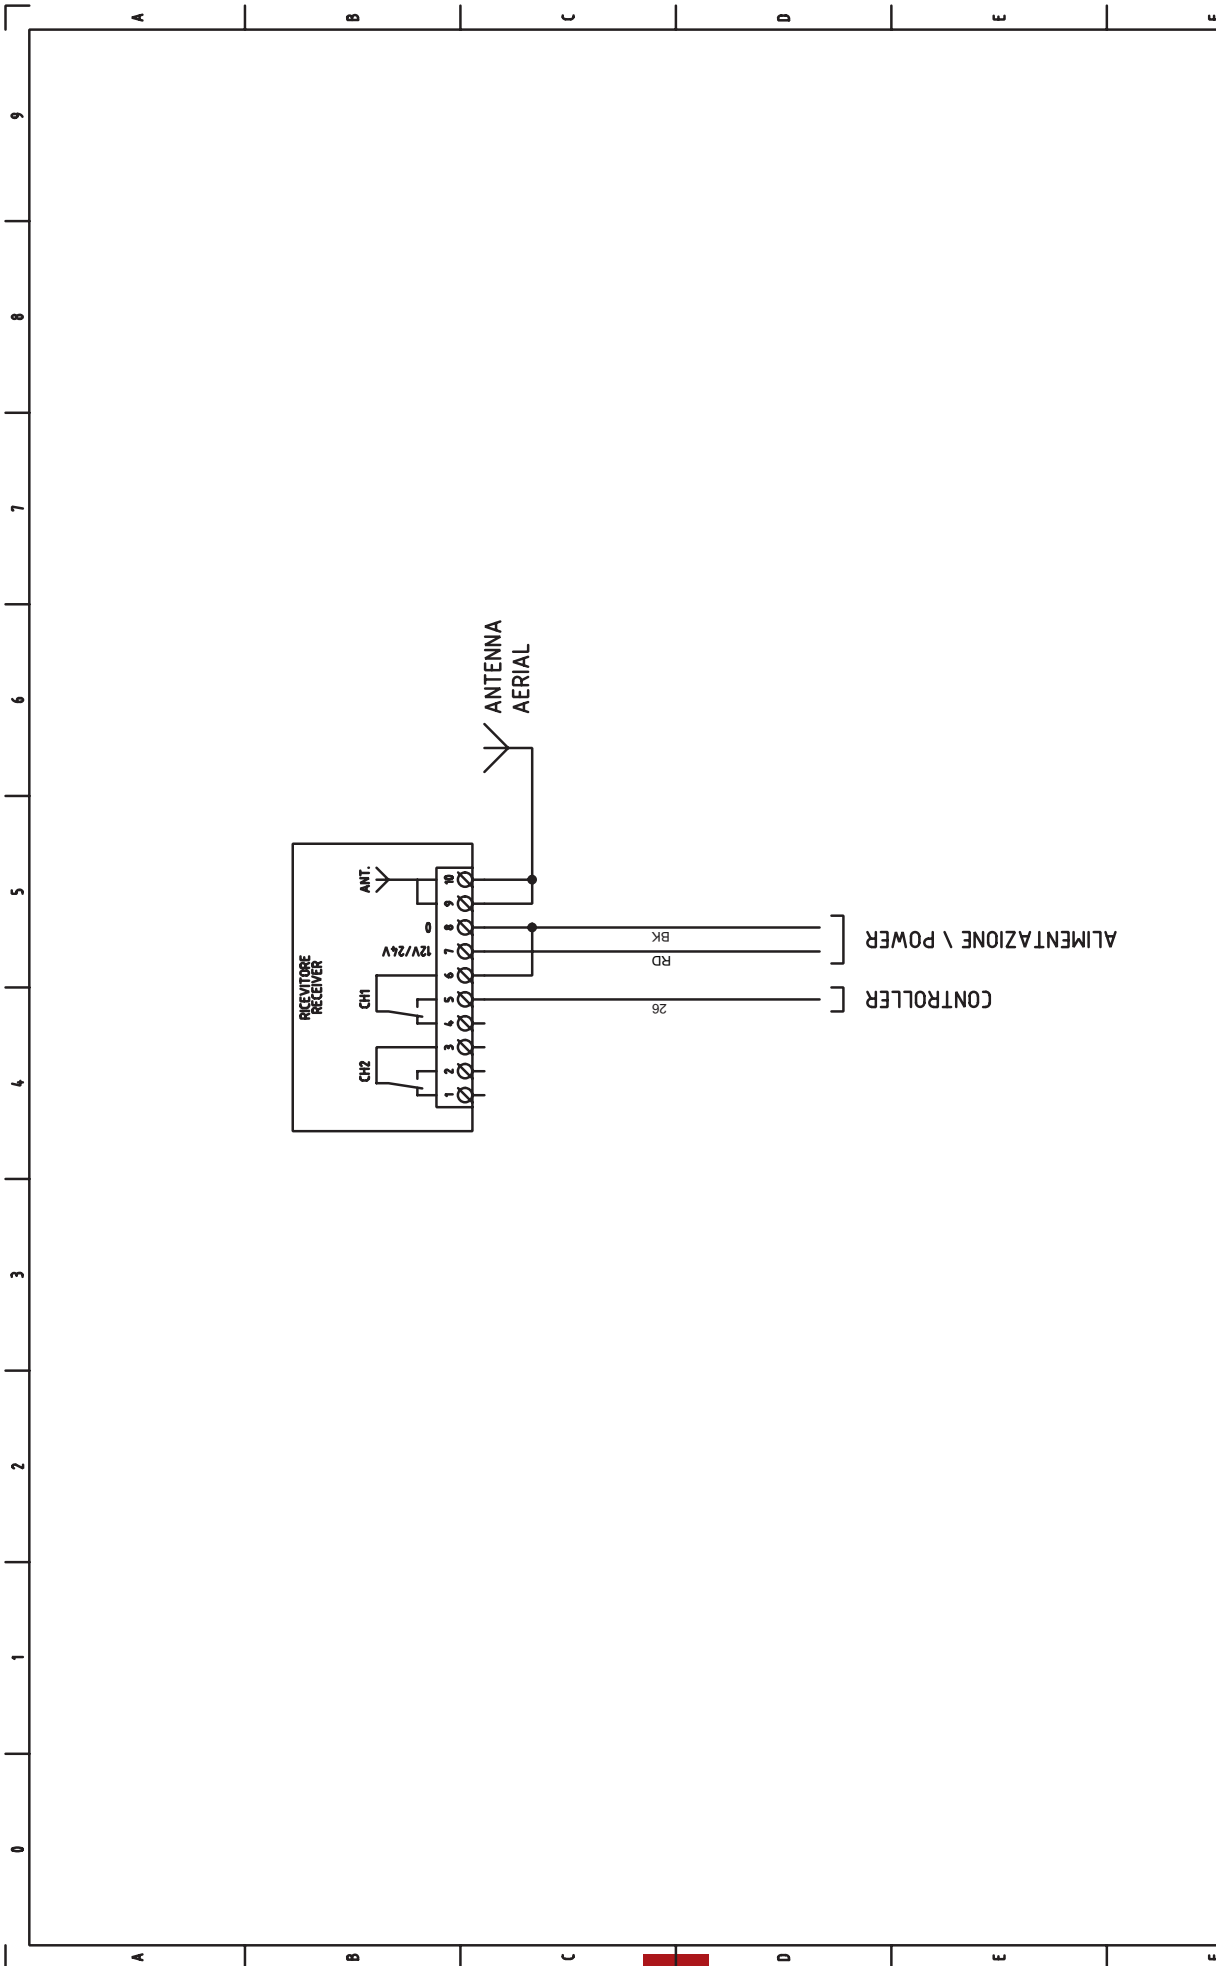 A B C D E F
9
8
7
6
5
4
3
2
1
0
A B C D E F
RICEVITORE
RECEIVER
ANT.
0
12V/24V
CH1
CH2
10
9
8
7
6
5
4
3
2
1
ANTENNA
AERIAL
BK
RD
26
ALIMENTAZIONE \ POWER
CONTROLLER